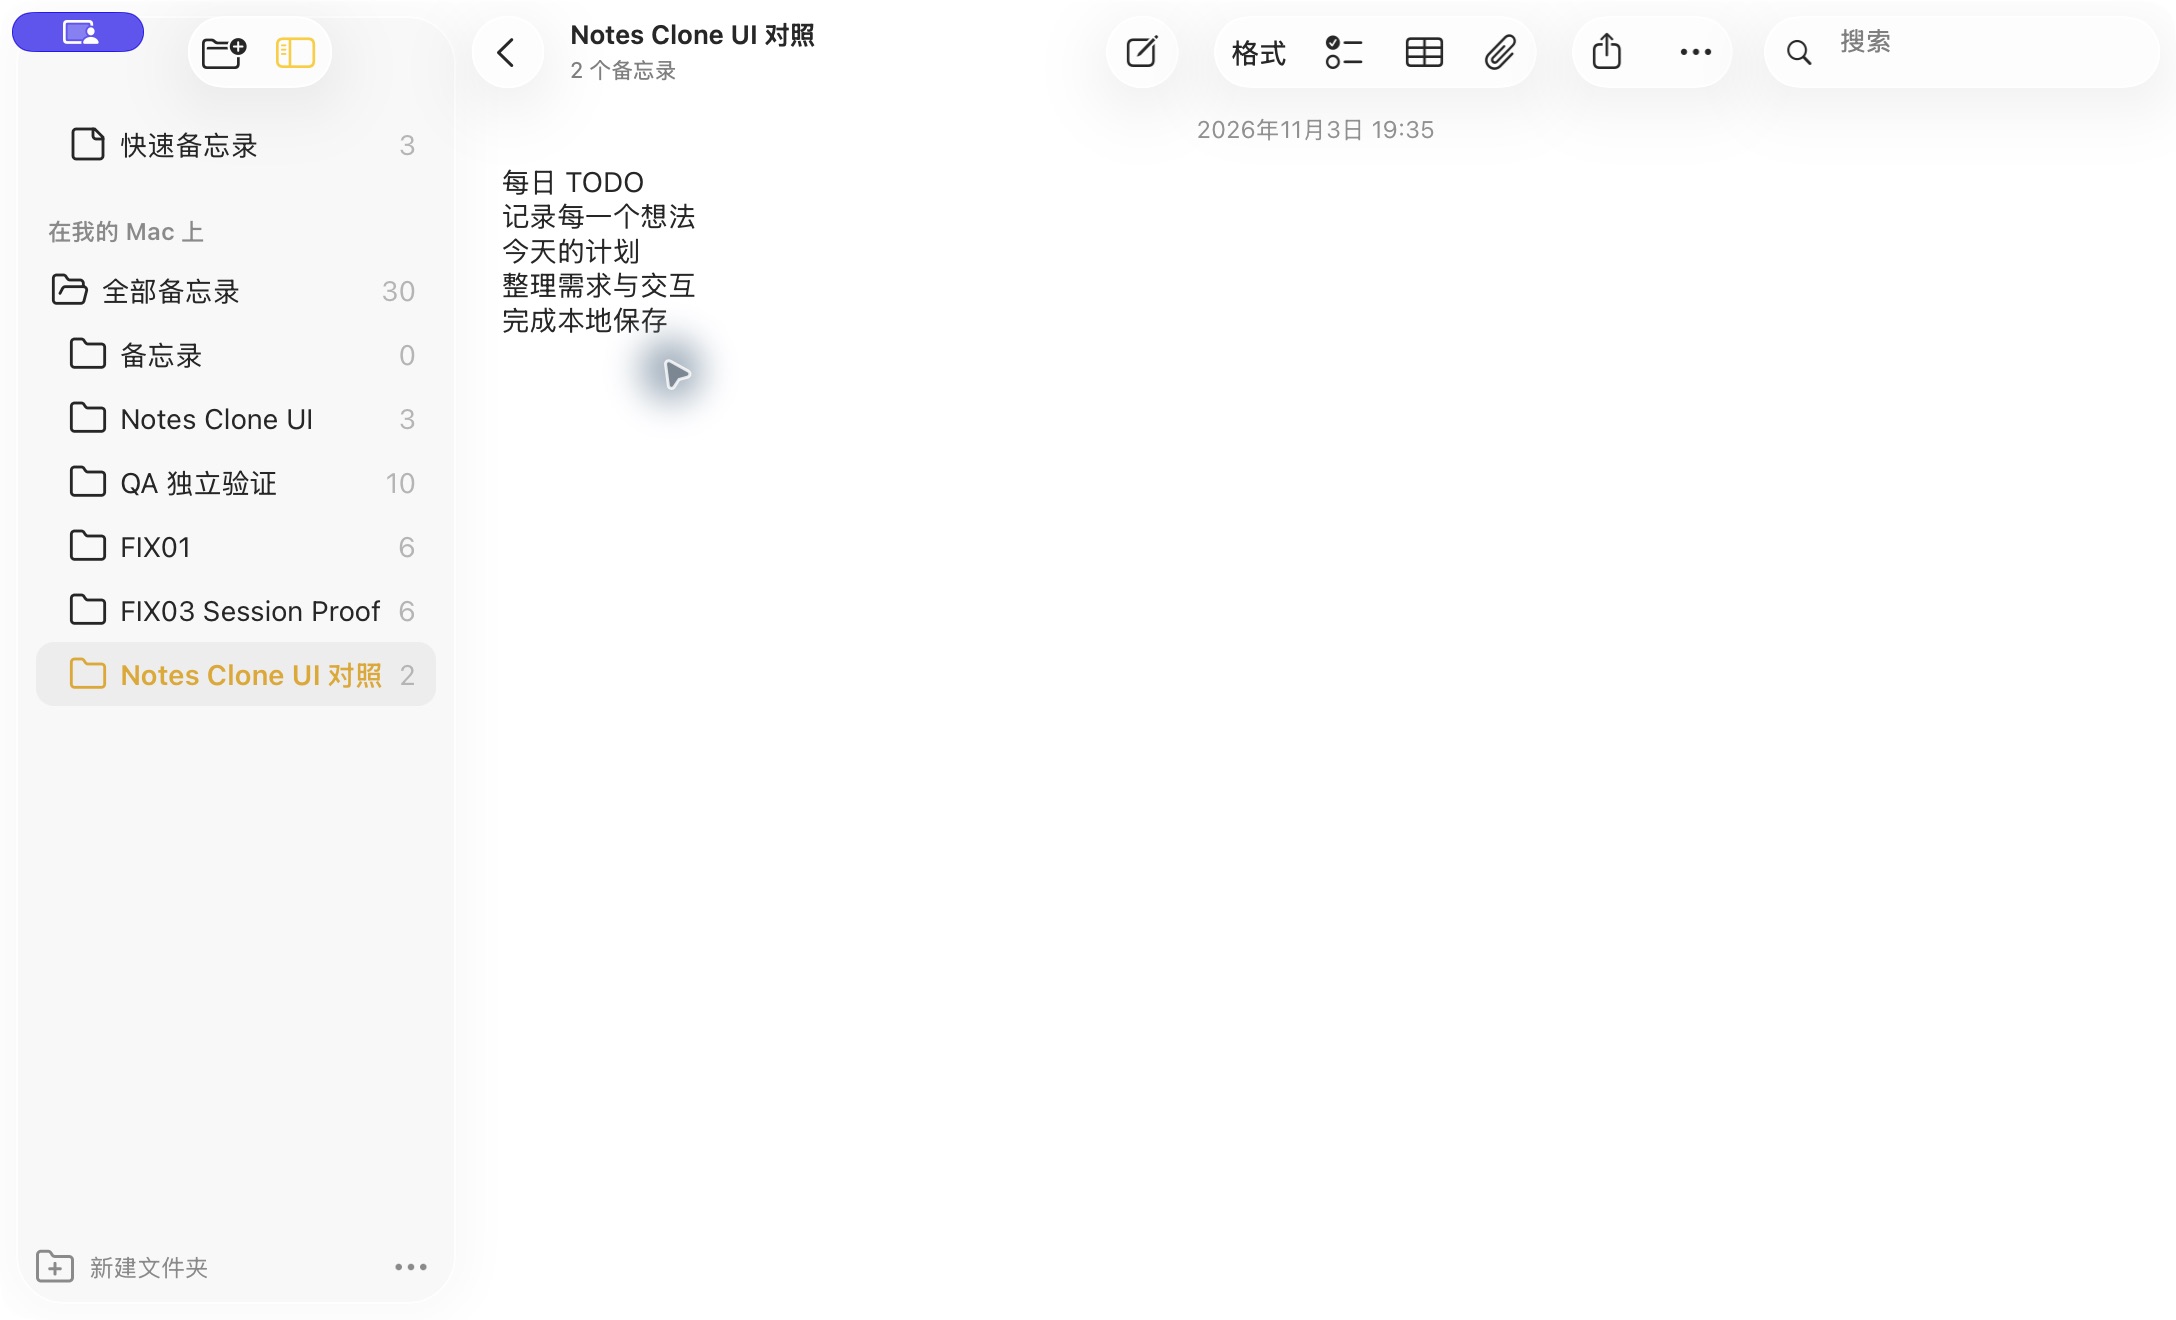 Notes Clone UI 对照
2 个备忘录
格式
搜索
快速备忘录 3
在我的 Mac 上
全部备忘录 30
备忘录 0
Notes Clone UI 3
QA 独立验证 10
FIX01 6
FIX03 Session Proof 6
Notes Clone UI 对照 2
新建文件夹
2026年11月3日 19:35
每日 TODO
记录每一个想法
今天的计划
整理需求与交互
完成本地保存